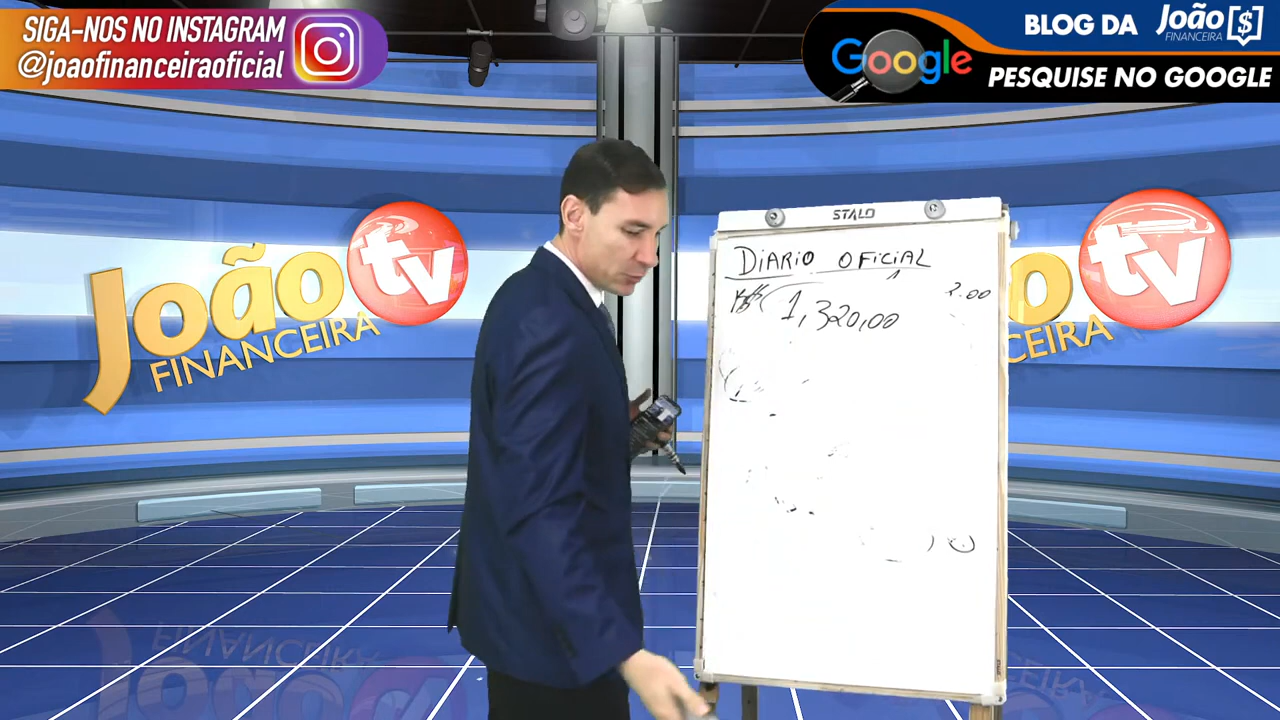 SIGA-NOS NO INSTAGRAM
@joaofinanceiraoficial
Google
BLOG DA João FINANCEIRA
PESQUISE NO GOOGLE
João tv
FINANCEIRA
STALO
DIARIO OFICIAL
1,320,00
2.00
o tv
CEIRA